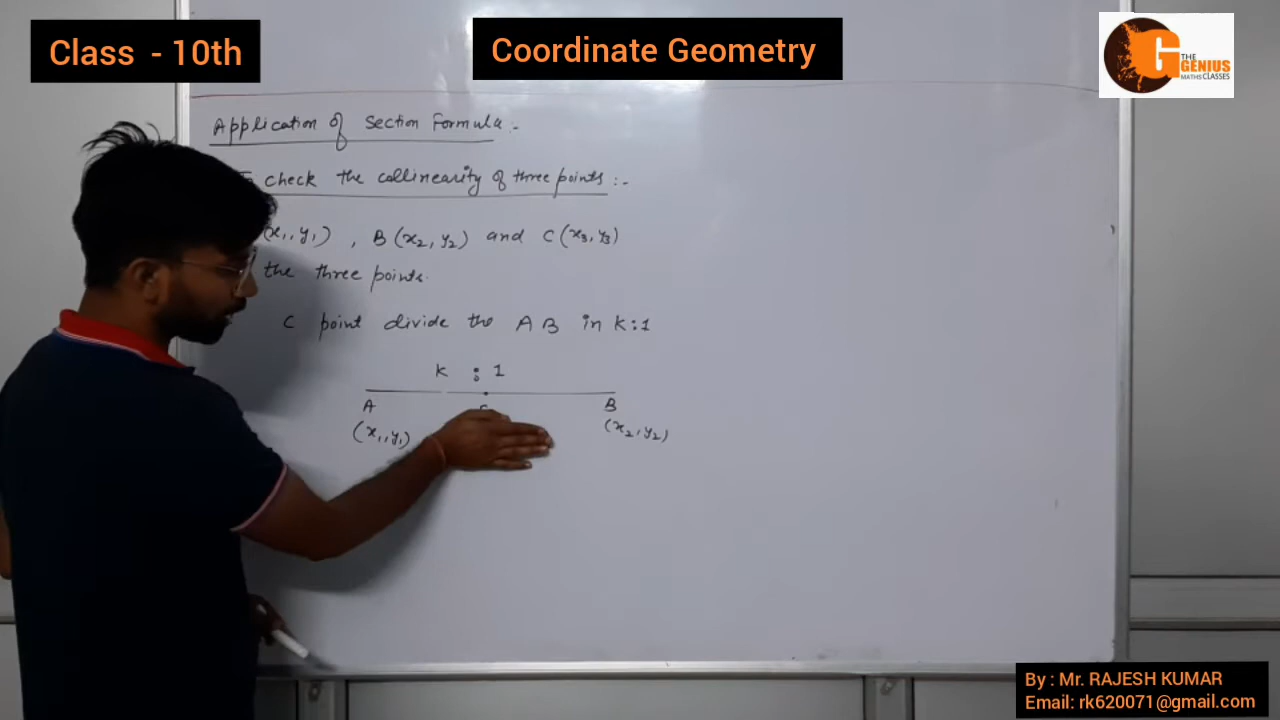 Class - 10th
Coordinate Geometry
G THE GENIUS MATHS CLASSES
Application of Section Formula :-
check the collinearity of three points :-
(x₁, y₁) , B (x₂, y₂) and C (x₃, y₃)
the three points.
C point divide the AB in k:1
k : 1
A B
(x₁, y₁) (x₂, y₂)
By : Mr. RAJESH KUMAR
Email: rk620071@gmail.com